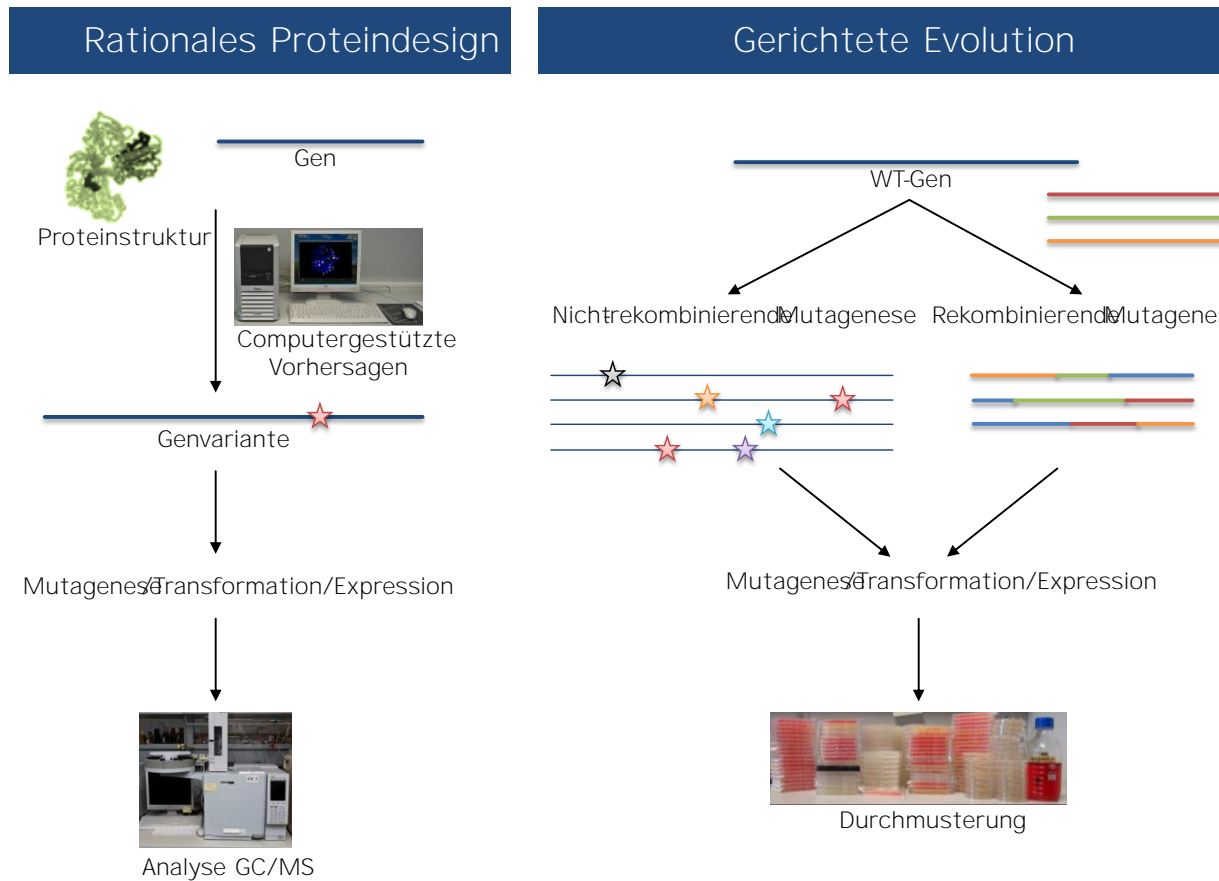 Rationales Proteindesign
Gen
Proteinstruktur
Computergestützte
Vorhersagen
Genvariante
Mutagenese/Transformation/Expression
Analyse GC/MS
Gerichtete Evolution
WT-Gen
Nicht-rekombinierende Mutagenese
Rekombinierende Mutagenese
Mutagenese/Transformation/Expression
Durchmusterung